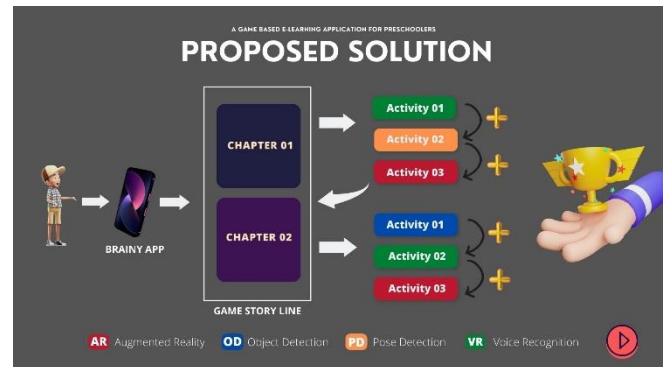 A GAME BASED E-LEARNING APPLICATION FOR PRESCHOOLERS
PROPOSED SOLUTION
BRAINY APP
CHAPTER 01
CHAPTER 02
GAME STORY LINE
Activity 01
Activity 02
Activity 03
Activity 01
Activity 02
Activity 03
AR Augmented Reality OD Object Detection PD Pose Detection VR Voice Recognition